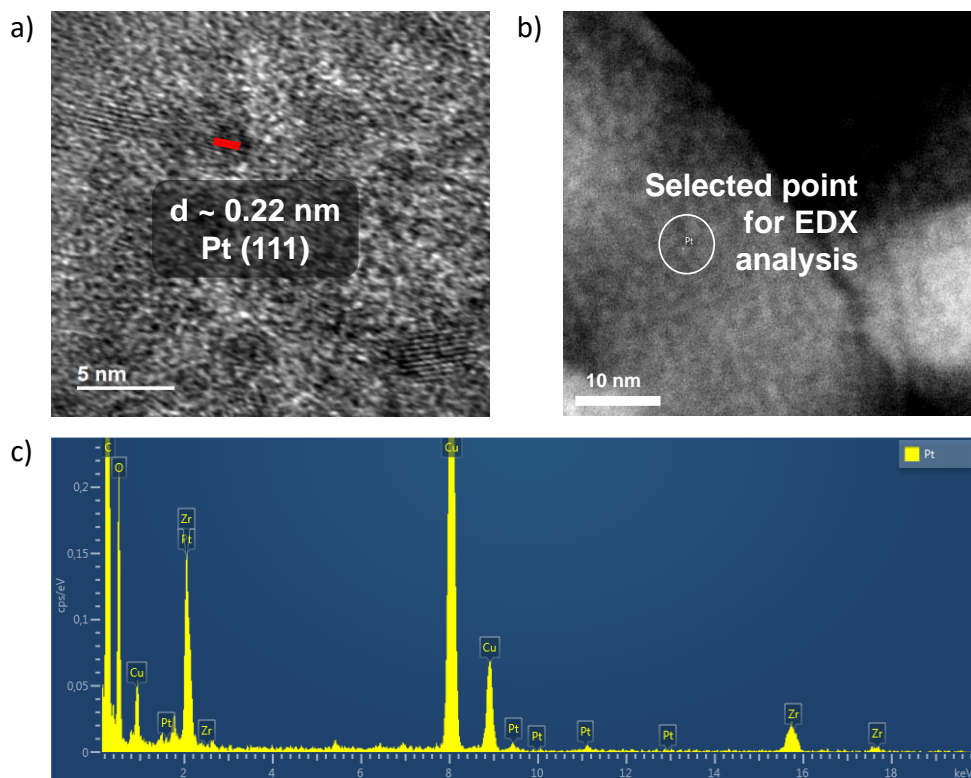 a)
d ~ 0.22 nm
Pt (111)
5 nm
b)
Selected point
for EDX
analysis
Pt
10 nm
c)
Pt
cps/eV
0,2
0,15
0,1
0,05
0
C
O
Cu
Pt
Zr
Pt
Zr
Cu
Cu
Pt
Pt
Pt
Pt
Zr
Zr
2
4
6
8
10
12
14
16
18